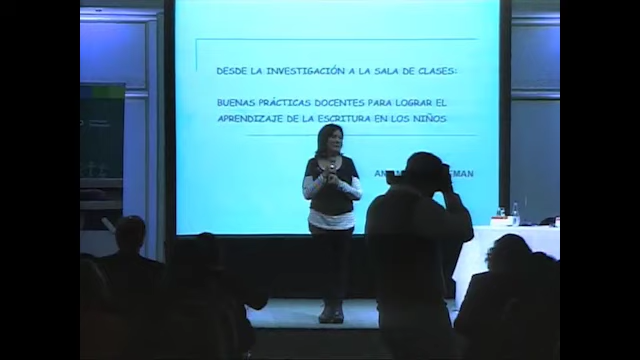 DESDE LA INVESTIGACIÓN A LA SALA DE CLASES:
BUENAS PRÁCTICAS DOCENTES PARA LOGRAR EL
APRENDIZAJE DE LA ESCRITURA EN LOS NIÑOS